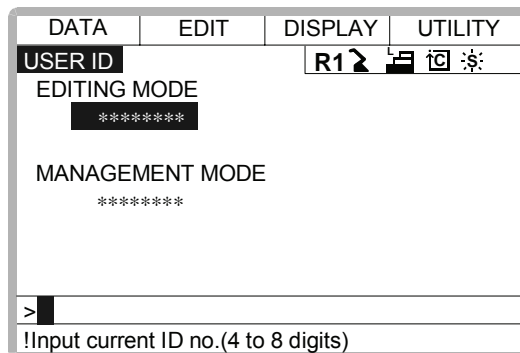 DATA EDIT DISPLAY UTILITY
USER ID R1 L C S
EDITING MODE
********
MANAGEMENT MODE
********
>
!Input current ID no.(4 to 8 digits)